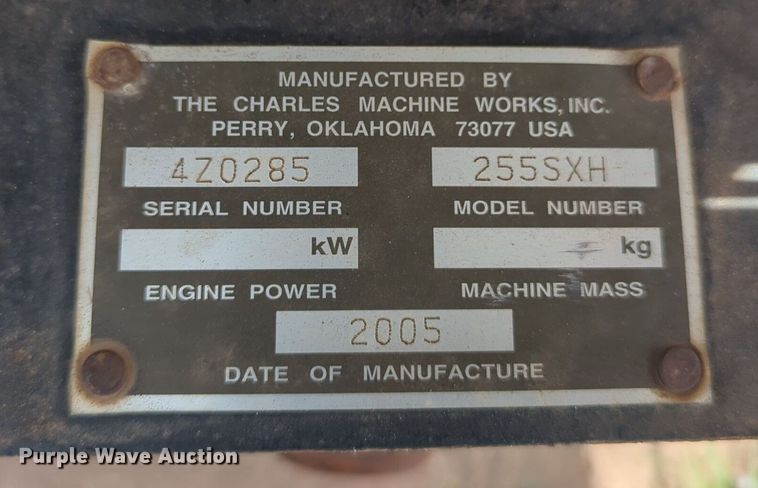 MANUFACTURED BY
THE CHARLES MACHINE WORKS, INC.
PERRY, OKLAHOMA 73077 USA
4Z0285 255SXH
SERIAL NUMBER MODEL NUMBER
kW kg
ENGINE POWER MACHINE MASS
2005
DATE OF MANUFACTURE
Purple Wave Auction